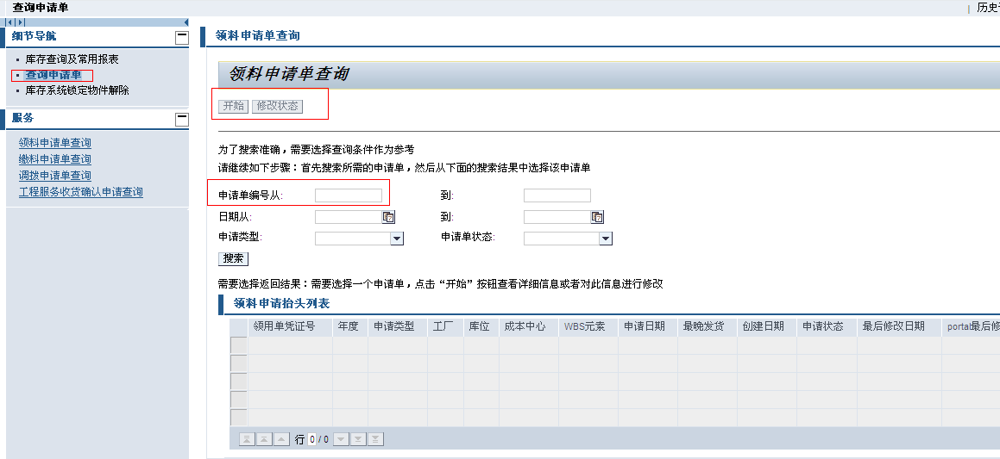 查询申请单
历史
细节导航
库存查询及常用报表
查询申请单
库存系统锁定物件解除
服务
领料申请单查询
缴料申请单查询
调拨申请单查询
工程服务收货确认申请查询
领料申请单查询
领料申请单查询
开始 修改状态
为了搜索准确，需要选择查询条件作为参考
请继续如下步骤：首先搜索所需的申请单，然后从下面的搜索结果中选择该申请单
申请单编号从: 到:
日期从: 到:
申请类型: 申请单状态:
搜索
需要选择返回结果：需要选择一个申请单，点击“开始”按钮查看详细信息或者对此信息进行修改
领料申请抬头列表
领用单凭证号 年度 申请类型 工厂 库位 成本中心 WBS元素 申请日期 最晚发货 创建日期 申请状态 最后修改日期 portal最后修
行 0 / 0